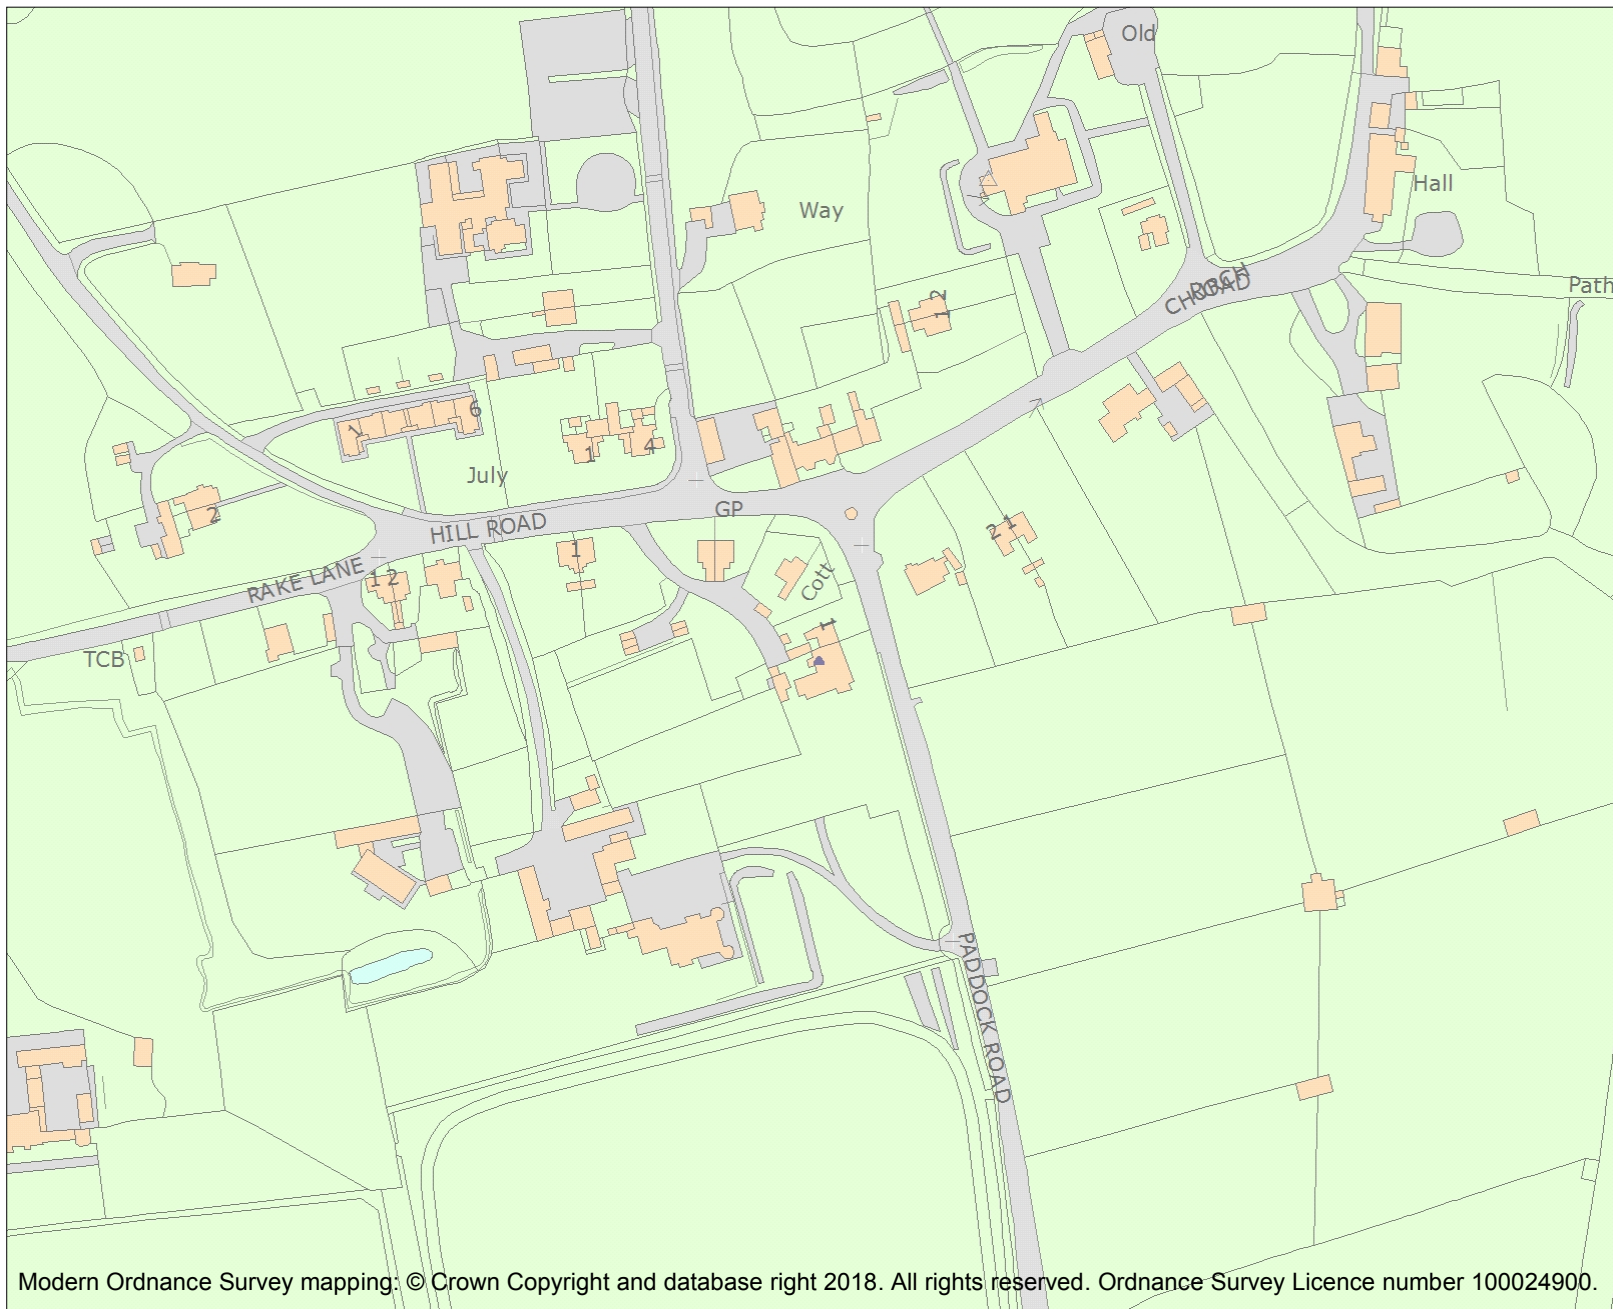 Old
Hall
Way
Path
CHURCH
ROAD
1 2
6
1
1
4
July
GP
HILL ROAD
2
RAKE LANE
1 2
1
2 1
Cott
1
TCB
PADDOCK ROAD
Modern Ordnance Survey mapping: © Crown Copyright and database right 2018. All rights reserved. Ordnance Survey Licence number 100024900.